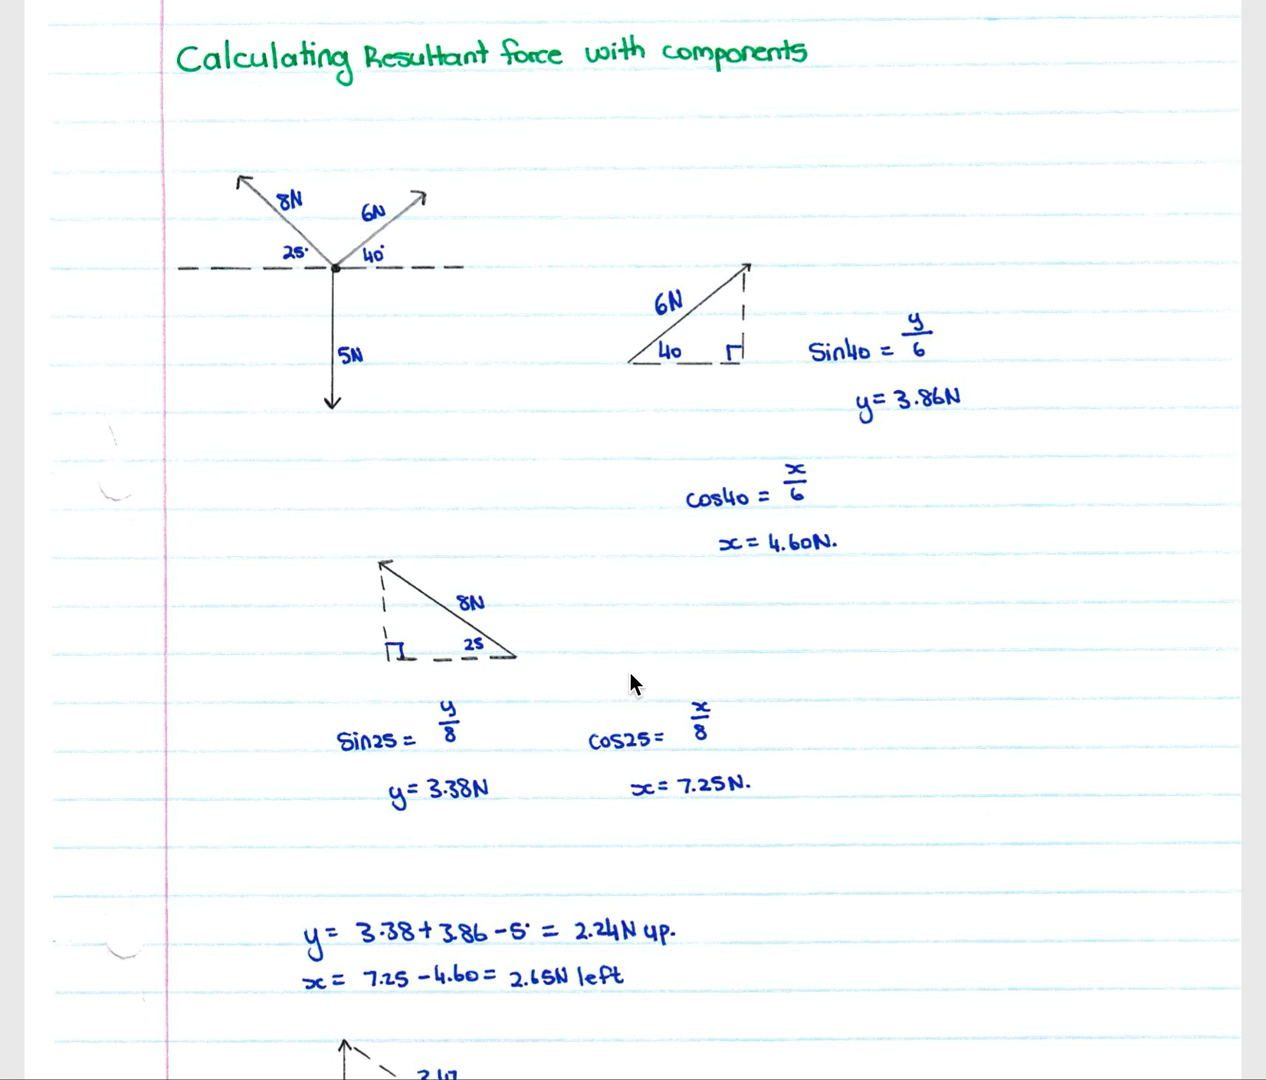 Calculating Resultant force with components
8N
6N
25°
40°
5N
6N
40
Sin40 = y/6
y = 3.86N
cos40 = x/6
x = 4.60N.
8N
25
Sin25 = y/8
cos25 = x/8
y = 3.38N
x = 7.25N.
y = 3.38 + 3.86 - 5 = 2.24N up.
x = 7.25 - 4.60 = 2.65N left